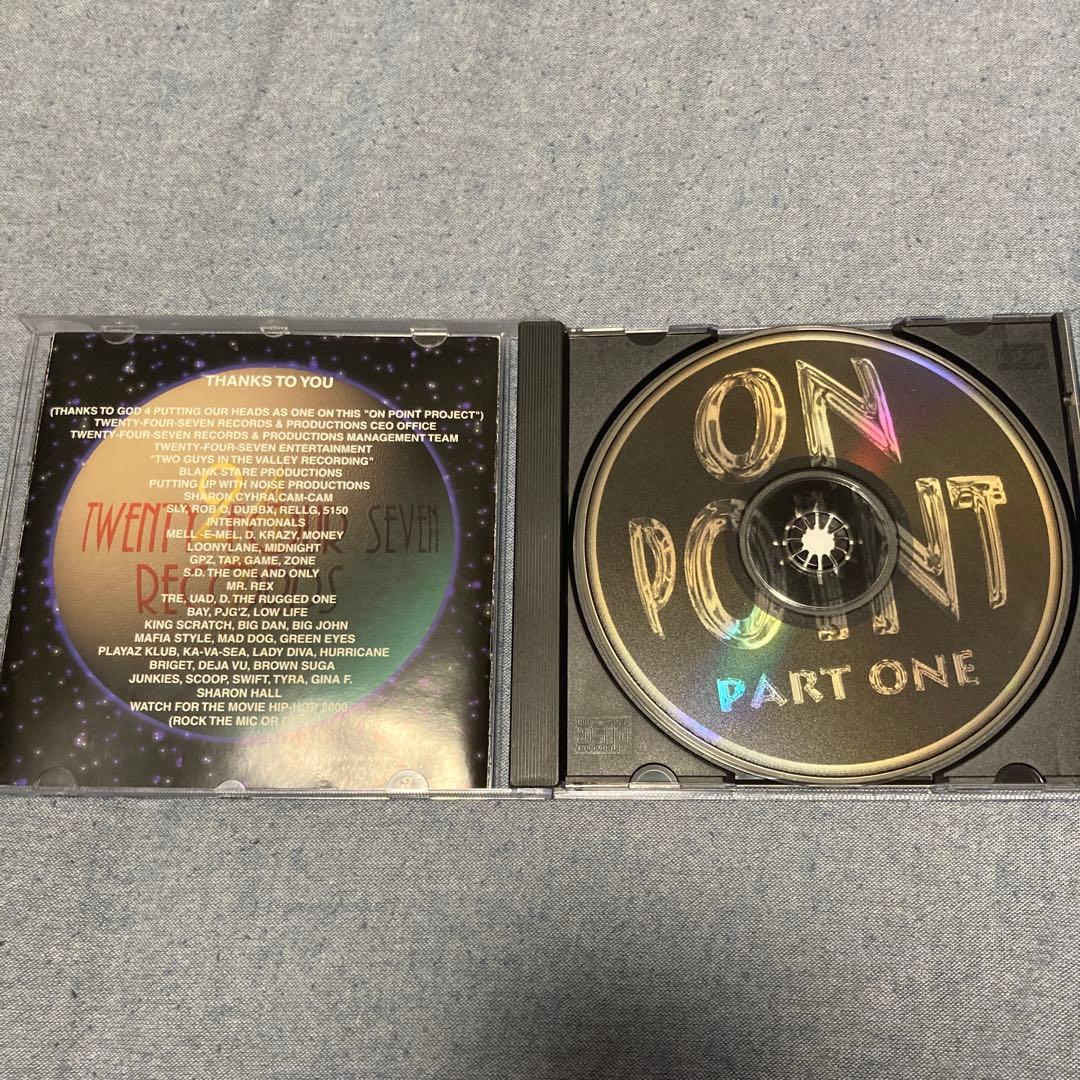 THANKS TO YOU
(THANKS TO GOD 4 PUTTING OUR HEADS AS ONE ON THIS "ON POINT PROJECT")
TWENTY-FOUR-SEVEN RECORDS & PRODUCTIONS CEO OFFICE
TWENTY-FOUR-SEVEN RECORDS & PRODUCTIONS MANAGEMENT TEAM
TWENTY-FOUR-SEVEN ENTERTAINMENT
"TWO GUYS IN THE VALLEY RECORDING"
BLANK STARE PRODUCTIONS
PUTTING UP WITH NOISE PRODUCTIONS
SHARON, CYHRA, CAM-CAM
SLY, ROB O, DUBBX, RELLG, 5150
INTERNATIONALS
MELL -E-MEL, D. KRAZY, MONEY
LOONYLANE, MIDNIGHT
GPZ, TAP, GAME, ZONE
S.D. THE ONE AND ONLY
MR. REX
TRE, UAD, D. THE RUGGED ONE
BAY, PJG'Z, LOW LIFE
KING SCRATCH, BIG DAN, BIG JOHN
MAFIA STYLE, MAD DOG, GREEN EYES
PLAYAZ KLUB, KA-VA-SEA, LADY DIVA, HURRICANE
BRIGET, DEJA VU, BROWN SUGA
JUNKIES, SCOOP, SWIFT, TYRA, GINA F.
SHARON HALL
WATCH FOR THE MOVIE HIP-HOP 2000
(ROCK THE MIC OR
TWENTY FOUR SEVEN
RECORDS
ON
POINT
PART ONE